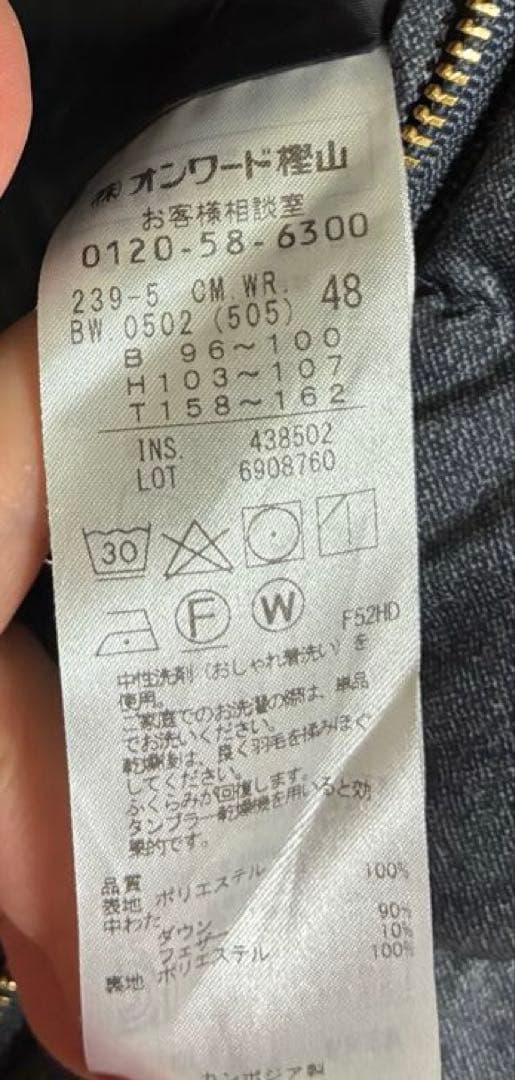 ㈱オンワード樫山
お客様相談室
0120-58-6300
239-5 CM.WR. 48
BW.0502 (505)
B 96~100
H103~107
T158~162
INS. 438502
LOT 6908760
30
F W F52HD
中性洗剤(おしゃれ着洗い)を
使用。
ご家庭でのお洗濯の際は、単品
でお洗いください。
乾燥後は、良く羽毛を揉みほぐ
してください。
ふくらみが回復します。
タンブラー乾燥機を用いると効
果的です。
品質
表地 ポリエステル 100%
中わた
ダウン 90%
フェザー 10%
裏地 ポリエステル 100%
カンボジア製